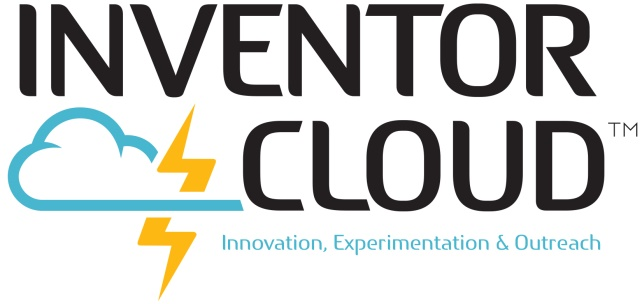 INVENTOR
CLOUD™
Innovation, Experimentation & Outreach